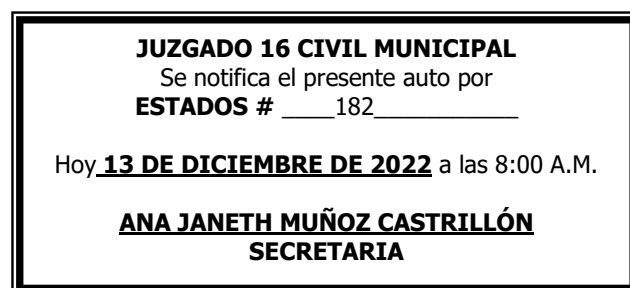 JUZGADO 16 CIVIL MUNICIPAL
Se notifica el presente auto por
ESTADOS # ____182___________
Hoy 13 DE DICIEMBRE DE 2022 a las 8:00 A.M.
ANA JANETH MUÑOZ CASTRILLÓN
SECRETARIA